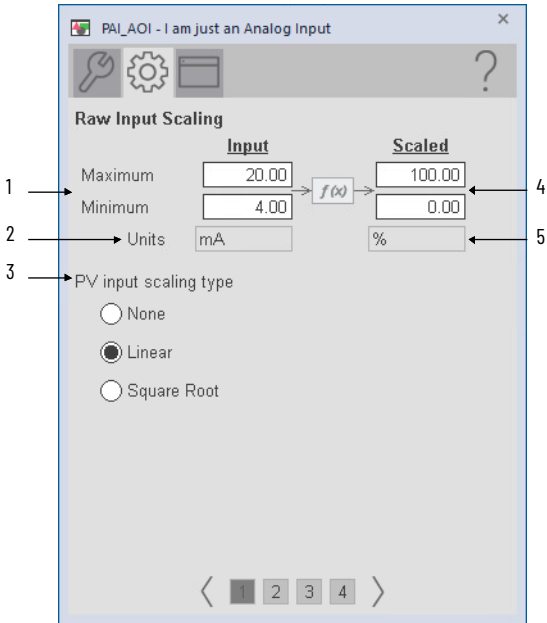 PAI_AOI - I am just an Analog Input ×
?
Raw Input Scaling
Input Scaled
1 Maximum 20.00 f(x) 100.00 4
Minimum 4.00 0.00
2 Units mA % 5
3 PV input scaling type
None
Linear
Square Root
1 2 3 4